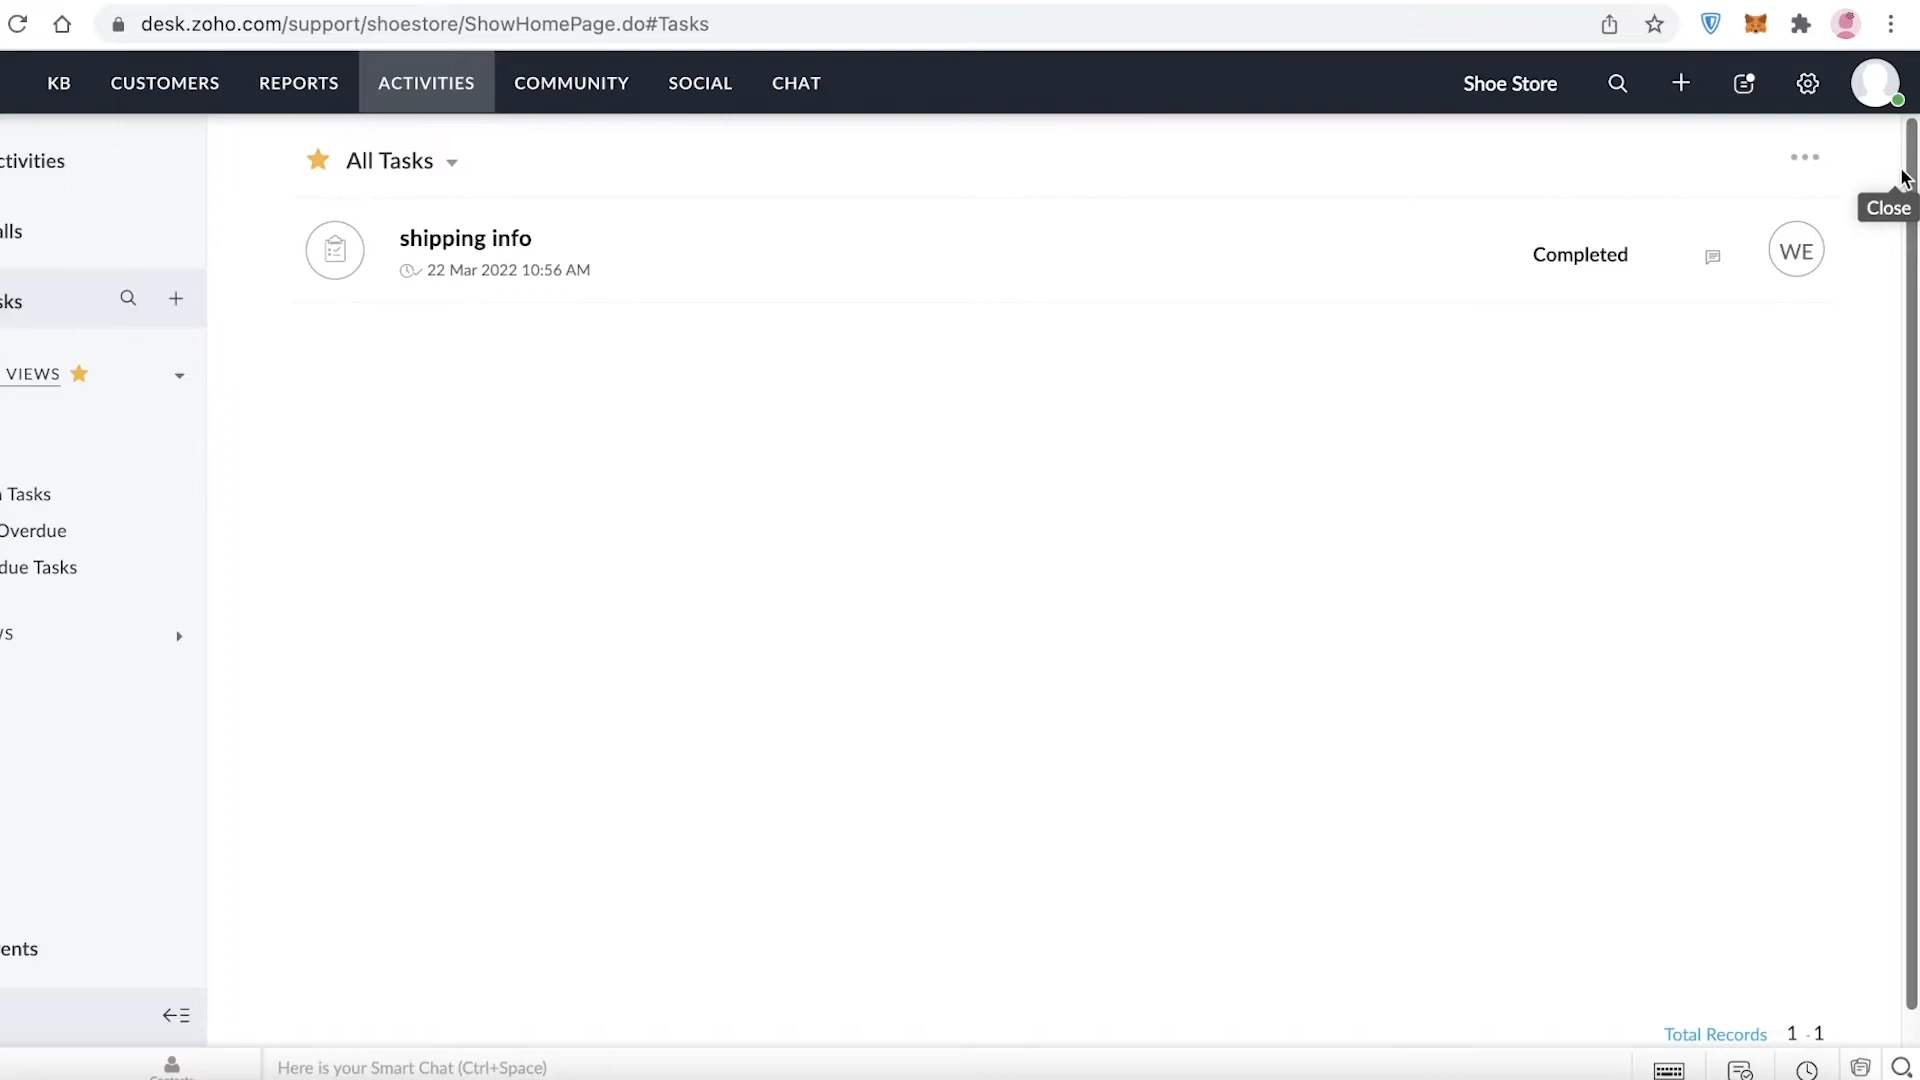 desk.zoho.com/support/shoestore/ShowHomePage.do#Tasks
KB CUSTOMERS REPORTS ACTIVITIES COMMUNITY SOCIAL CHAT Shoe Store
ctivities
All Tasks
Close
alls
shipping info
22 Mar 2022 10:56 AM
Completed
WE
sks
VIEWS
Tasks
Overdue
due Tasks
WS
ents
Total Records 1 - 1
Here is your Smart Chat (Ctrl+Space)